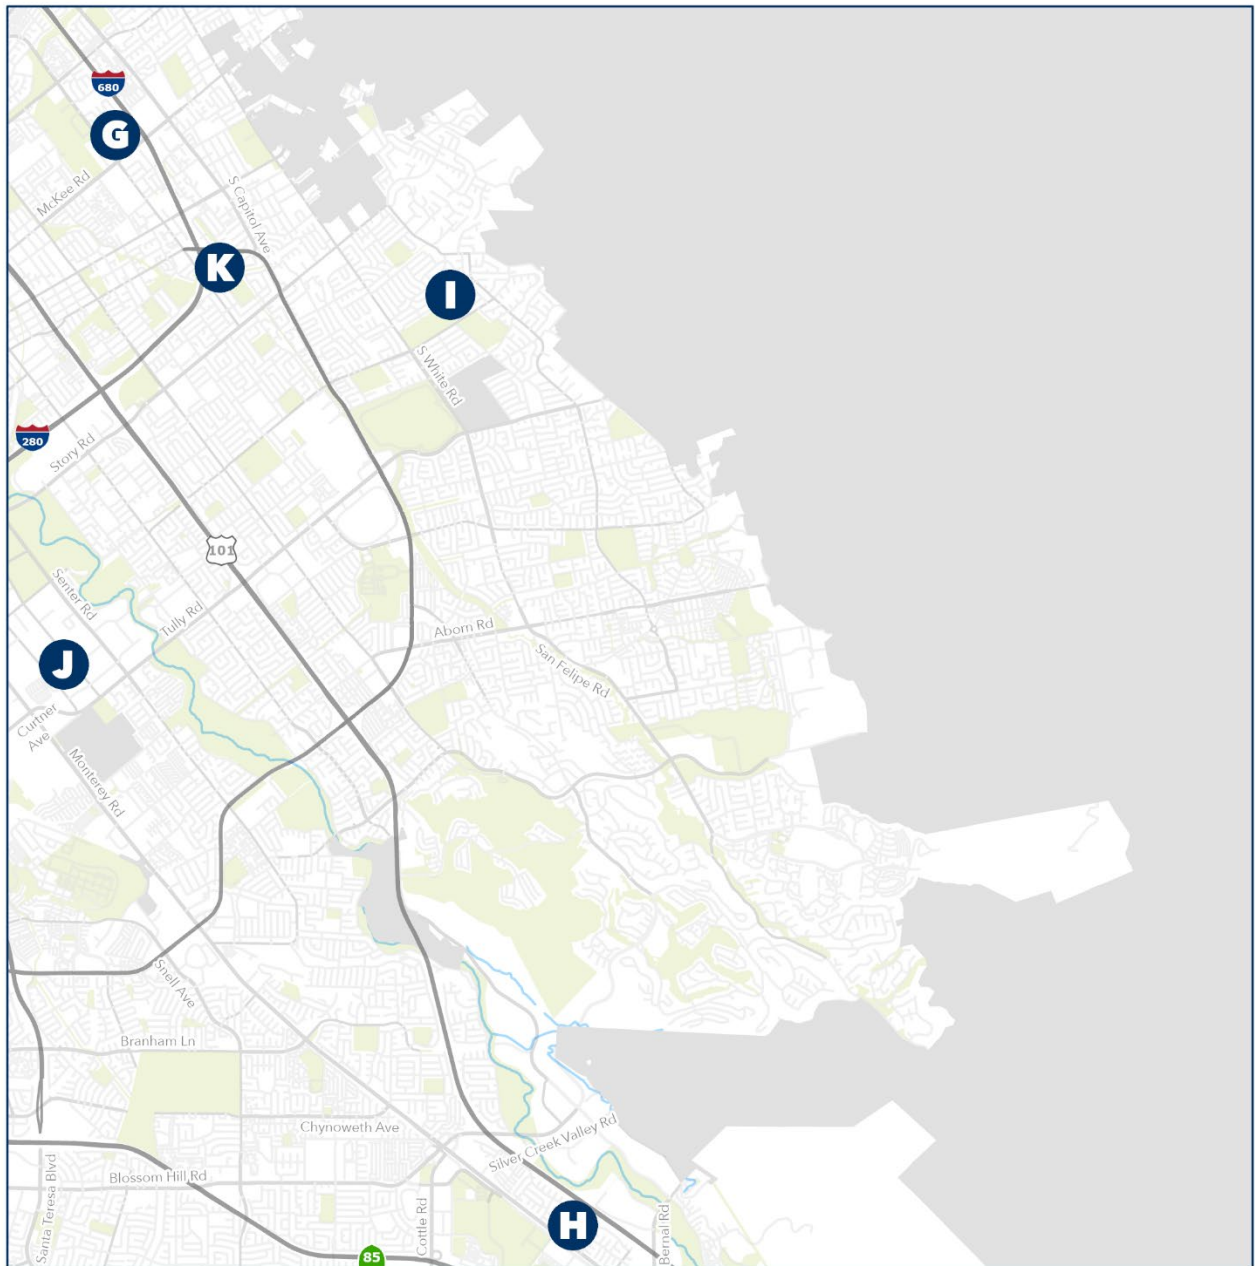 680
G
McKee Rd
S Capitol Ave
K
I
S White Rd
280
Story Rd
101
Senter Rd
Tully Rd
Aborn Rd
San Felipe Rd
J
Curtner
Ave
Monterey Rd
Snell Ave
Branham Ln
Chynoweth Ave
Silver Creek Valley Rd
Blossom Hill Rd
Santa Teresa Blvd
Cottle Rd
H
Bernal Rd
85